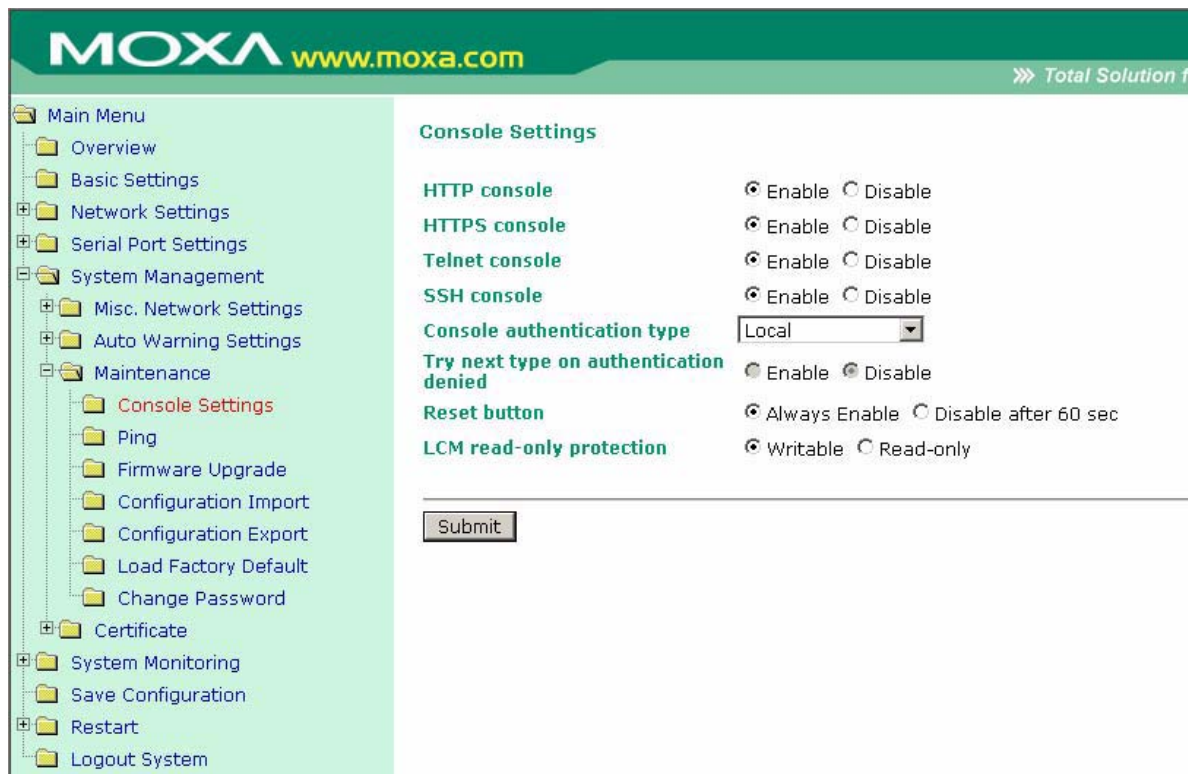 MOXA www.moxa.com
Total Solution f
Main Menu
Overview
Basic Settings
Network Settings
Serial Port Settings
System Management
Misc. Network Settings
Auto Warning Settings
Maintenance
Console Settings
Ping
Firmware Upgrade
Configuration Import
Configuration Export
Load Factory Default
Change Password
Certificate
System Monitoring
Save Configuration
Restart
Logout System
Console Settings
HTTP console Enable Disable
HTTPS console Enable Disable
Telnet console Enable Disable
SSH console Enable Disable
Console authentication type Local
Try next type on authentication
denied Enable Disable
Reset button Always Enable Disable after 60 sec
LCM read-only protection Writable Read-only
Submit